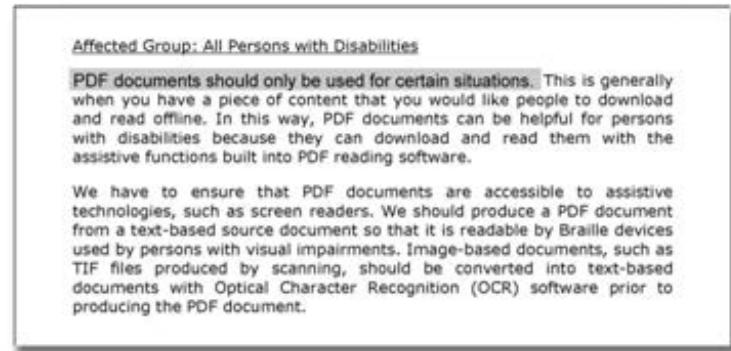 Affected Group: All Persons with Disabilities
PDF documents should only be used for certain situations. This is generally
when you have a piece of content that you would like people to download
and read offline. In this way, PDF documents can be helpful for persons
with disabilities because they can download and read them with the
assistive functions built into PDF reading software.
We have to ensure that PDF documents are accessible to assistive
technologies, such as screen readers. We should produce a PDF document
from a text-based source document so that it is readable by Braille devices
used by persons with visual impairments. Image-based documents, such as
TIF files produced by scanning, should be converted into text-based
documents with Optical Character Recognition (OCR) software prior to
producing the PDF document.